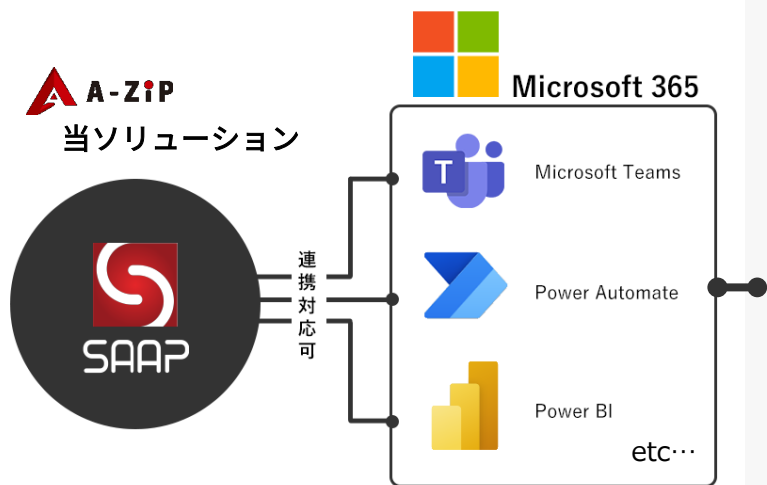 A-ZiP
当ソリューション
SAAP
連携対応可
Microsoft 365
T
Microsoft Teams
Power Automate
Power BI
etc…